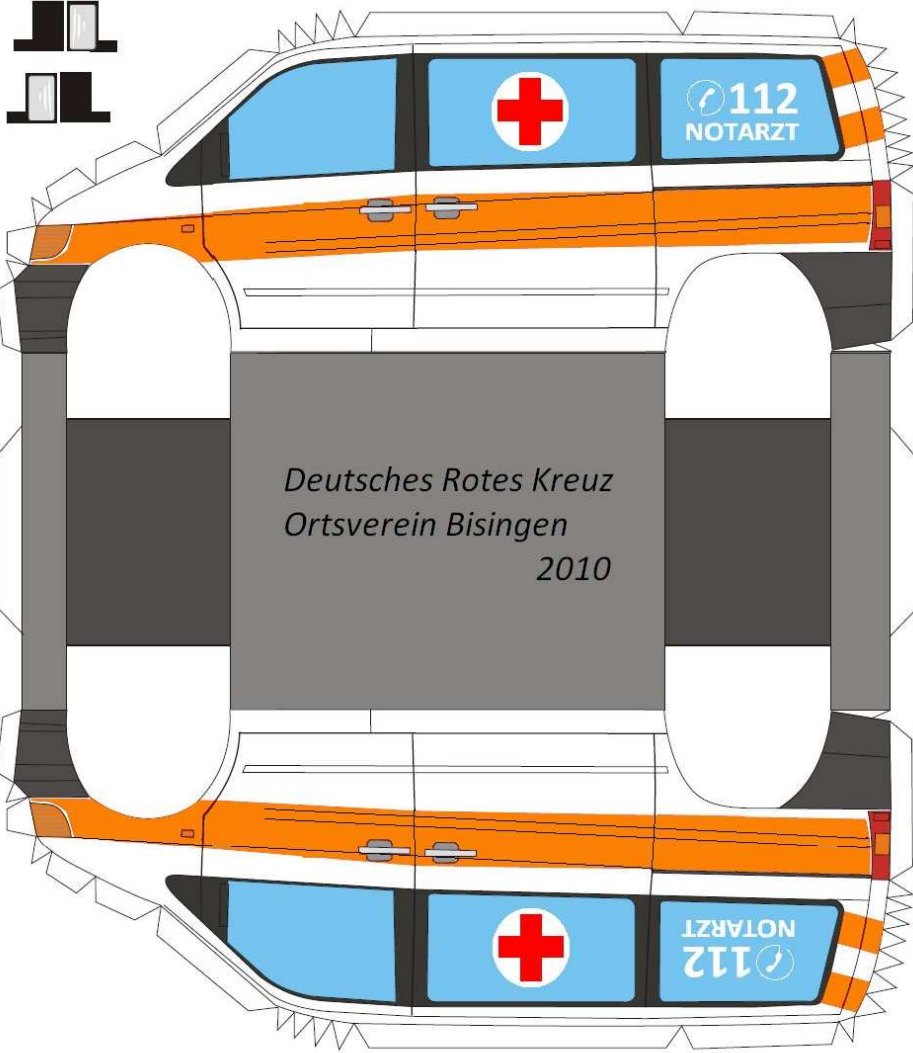 112
NOTARZT
Deutsches Rotes Kreuz
Ortsverein Bisingen
2010
NOTARZT
112